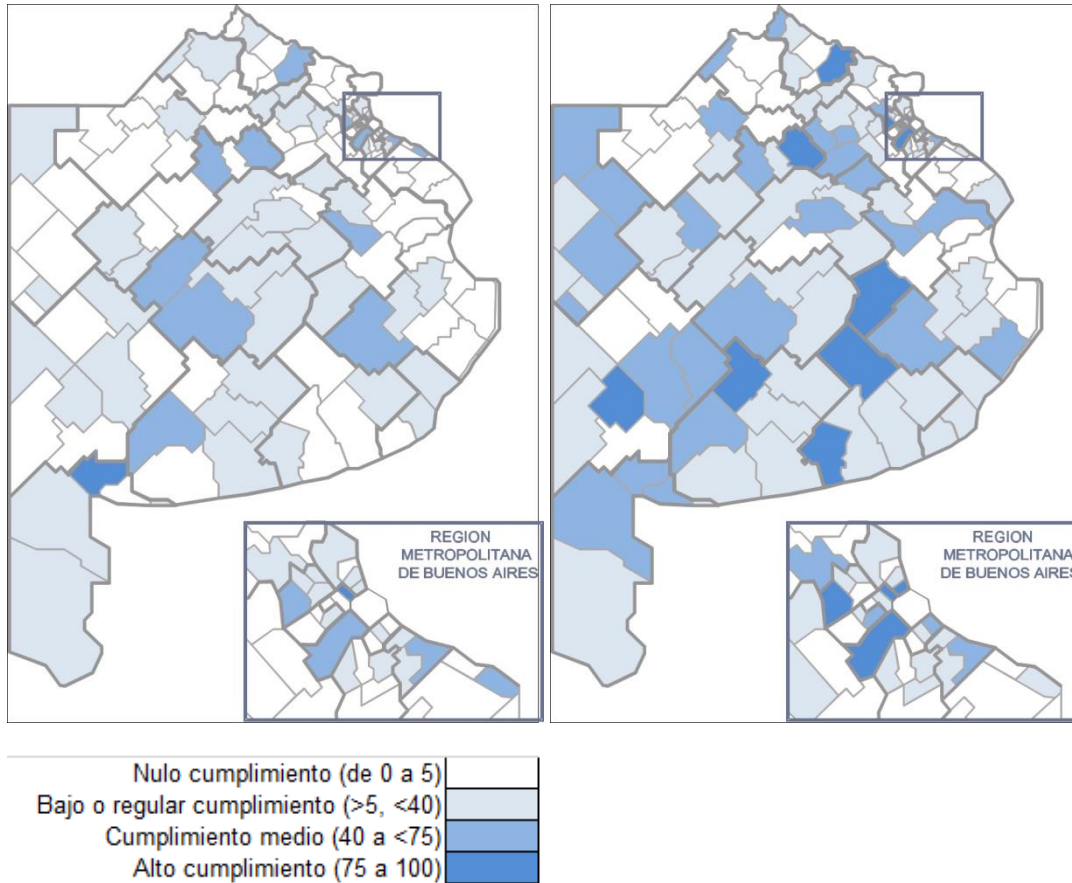 REGION
METROPOLITANA
DE BUENOS AIRES
REGION
METROPOLITANA
DE BUENOS AIRES
Nulo cumplimiento (de 0 a 5)
Bajo o regular cumplimiento (>5, <40)
Cumplimiento medio (40 a <75)
Alto cumplimiento (75 a 100)